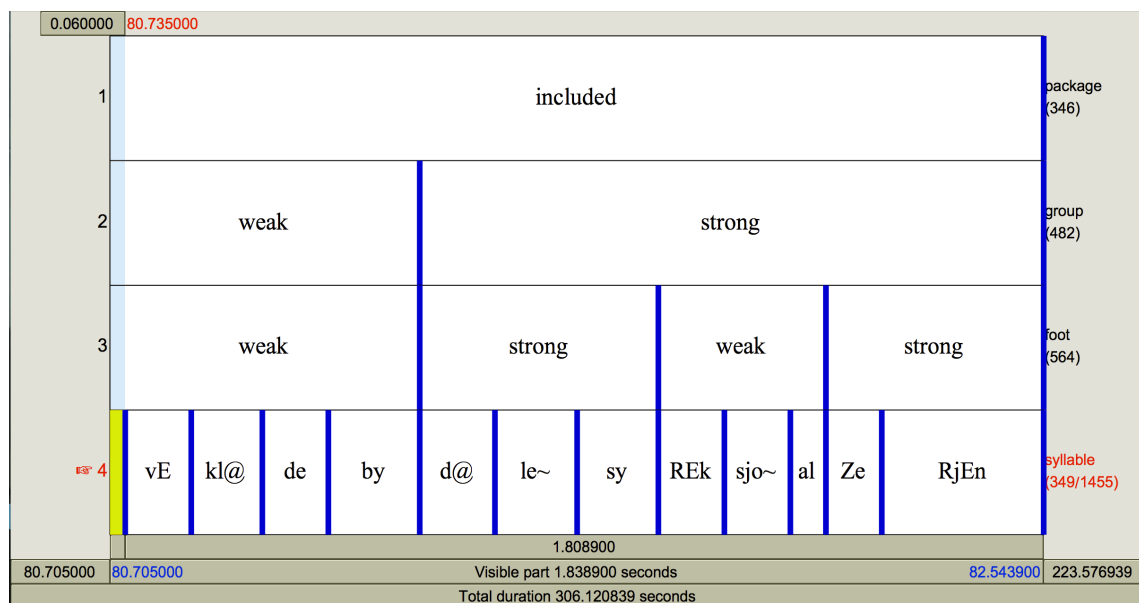 0.060000 80.735000
1 included package
(346)
2 weak strong group
(482)
3 weak strong weak strong foot
(564)
☞ 4 vE kl@ de by d@ le~ sy REk sjo~ al Ze RjEn syllable
(349/1455)
1.808900
80.705000 80.705000 Visible part 1.838900 seconds 82.543900 223.576939
Total duration 306.120839 seconds